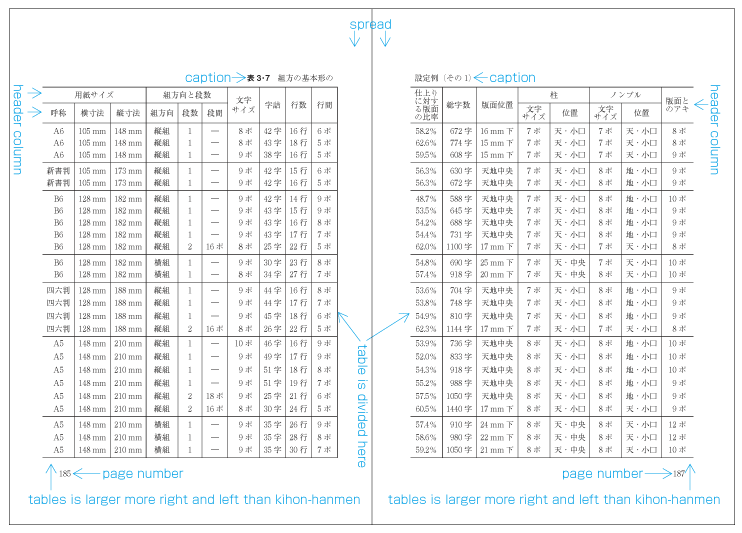 spread
caption
表 3・7　組方の基本形の
header column
用紙サイズ 組方向と段数 文字サイズ 字詰 行数 行間
呼称 横寸法 縦寸法 組方向 段数 段間
A6 105 mm 148 mm 縦組 1 — 8 ポ 42 字 16 行 6 ポ
A6 105 mm 148 mm 縦組 1 — 8 ポ 43 字 18 行 5 ポ
A6 105 mm 148 mm 縦組 1 — 9 ポ 38 字 16 行 5 ポ
新書判 105 mm 173 mm 縦組 1 — 9 ポ 42 字 15 行 6 ポ
新書判 105 mm 173 mm 縦組 1 — 9 ポ 42 字 16 行 5 ポ
B6 128 mm 182 mm 縦組 1 — 9 ポ 42 字 14 行 9 ポ
B6 128 mm 182 mm 縦組 1 — 9 ポ 43 字 15 行 9 ポ
B6 128 mm 182 mm 縦組 1 — 9 ポ 43 字 16 行 8 ポ
B6 128 mm 182 mm 縦組 1 — 9 ポ 43 字 17 行 7 ポ
B6 128 mm 182 mm 縦組 2 16 ポ 8 ポ 25 字 22 行 5 ポ
B6 128 mm 182 mm 横組 1 — 9 ポ 30 字 23 行 8 ポ
B6 128 mm 182 mm 横組 1 — 8 ポ 34 字 27 行 7 ポ
四六判 128 mm 188 mm 縦組 1 — 9 ポ 44 字 16 行 8 ポ
四六判 128 mm 188 mm 縦組 1 — 9 ポ 44 字 17 行 7 ポ
四六判 128 mm 188 mm 縦組 1 — 9 ポ 45 字 18 行 6 ポ
四六判 128 mm 188 mm 縦組 2 16 ポ 8 ポ 26 字 22 行 5 ポ
A5 148 mm 210 mm 縦組 1 — 10 ポ 46 字 16 行 9 ポ
A5 148 mm 210 mm 縦組 1 — 9 ポ 49 字 17 行 9 ポ
A5 148 mm 210 mm 縦組 1 — 9 ポ 51 字 18 行 8 ポ
A5 148 mm 210 mm 縦組 1 — 9 ポ 51 字 19 行 7 ポ
A5 148 mm 210 mm 縦組 2 18 ポ 9 ポ 25 字 21 行 6 ポ
A5 148 mm 210 mm 縦組 2 16 ポ 8 ポ 30 字 24 行 5 ポ
A5 148 mm 210 mm 横組 1 — 9 ポ 35 字 26 行 9 ポ
A5 148 mm 210 mm 横組 1 — 9 ポ 35 字 28 行 8 ポ
A5 148 mm 210 mm 横組 1 — 9 ポ 35 字 30 行 7 ポ
185 page number
tables is larger more right and left than kihon-hanmen
table is divided here
設定例（その 1）
caption
header column
仕上りに対する版面の比率 総字数 版面位置 柱 ノンブル 版面とのアキ
文字サイズ 位置 文字サイズ 位置
58.2% 672 字 16 mm 下 7 ポ 天・小口 7 ポ 天・小口 8 ポ
62.6% 774 字 15 mm 下 7 ポ 天・小口 7 ポ 天・小口 8 ポ
59.5% 608 字 15 mm 下 7 ポ 天・小口 7 ポ 天・小口 9 ポ
56.3% 630 字 天地中央 7 ポ 天・小口 8 ポ 地・小口 9 ポ
56.3% 672 字 天地中央 7 ポ 天・小口 8 ポ 地・小口 9 ポ
48.7% 588 字 天地中央 7 ポ 天・小口 8 ポ 地・小口 10 ポ
53.5% 645 字 天地中央 7 ポ 天・小口 8 ポ 地・小口 9 ポ
54.2% 688 字 天地中央 7 ポ 天・小口 8 ポ 地・小口 9 ポ
54.4% 731 字 天地中央 7 ポ 天・小口 8 ポ 地・小口 9 ポ
62.0% 1100 字 17 mm 下 7 ポ 天・小口 7 ポ 天・小口 8 ポ
54.8% 690 字 25 mm 下 7 ポ 天・中央 7 ポ 天・小口 10 ポ
57.4% 918 字 20 mm 下 7 ポ 天・中央 7 ポ 天・小口 10 ポ
53.6% 704 字 天地中央 7 ポ 天・小口 8 ポ 地・小口 9 ポ
53.8% 748 字 天地中央 7 ポ 天・小口 8 ポ 地・小口 9 ポ
54.9% 810 字 天地中央 7 ポ 天・小口 8 ポ 地・小口 9 ポ
62.3% 1144 字 17 mm 下 7 ポ 天・小口 7 ポ 天・小口 8 ポ
53.9% 736 字 天地中央 8 ポ 天・小口 8 ポ 地・小口 10 ポ
52.0% 833 字 天地中央 8 ポ 天・小口 8 ポ 地・小口 10 ポ
54.3% 918 字 天地中央 8 ポ 天・小口 8 ポ 地・小口 10 ポ
55.2% 988 字 天地中央 8 ポ 天・小口 8 ポ 地・小口 9 ポ
57.5% 1050 字 天地中央 8 ポ 天・小口 8 ポ 地・小口 9 ポ
60.5% 1440 字 17 mm 下 8 ポ 天・小口 8 ポ 天・小口 9 ポ
57.4% 910 字 24 mm 下 8 ポ 天・中央 8 ポ 天・小口 12 ポ
58.6% 980 字 22 mm 下 8 ポ 天・中央 8 ポ 天・小口 12 ポ
59.2% 1050 字 21 mm 下 8 ポ 天・中央 8 ポ 天・小口 10 ポ
page number 187
tables is larger more right and left than kihon-hanmen